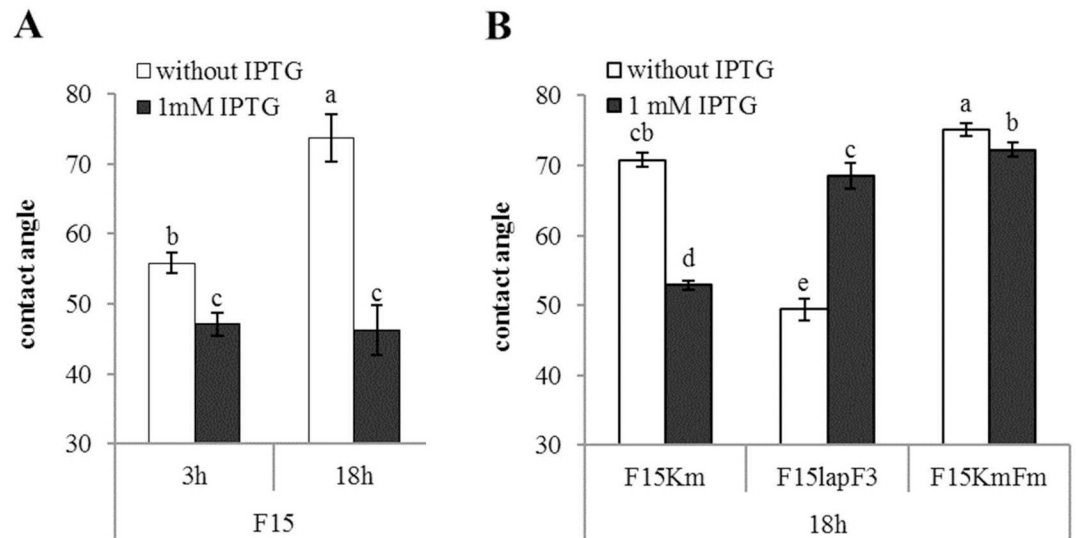 A
without IPTG
1mM IPTG
80
70
60
50
40
30
contact angle
a
b
c
c
3h
18h
F15
B
without IPTG
1 mM IPTG
80
70
60
50
40
30
contact angle
cb
d
e
c
a
b
F15Km
F15lapF3
F15KmFm
18h